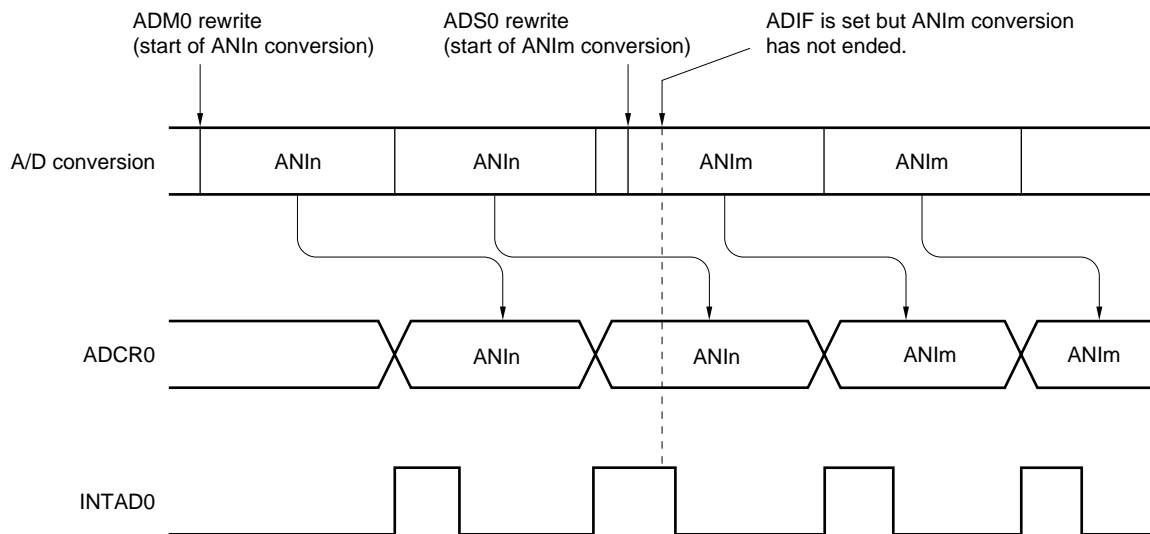 ADM0 rewrite
(start of ANIn conversion)
ADS0 rewrite
(start of ANIm conversion)
ADIF is set but ANIm conversion
has not ended.
A/D conversion
ANIn
ANIn
ANIm
ANIm
ADCR0
ANIn
ANIn
ANIm
ANIm
INTAD0